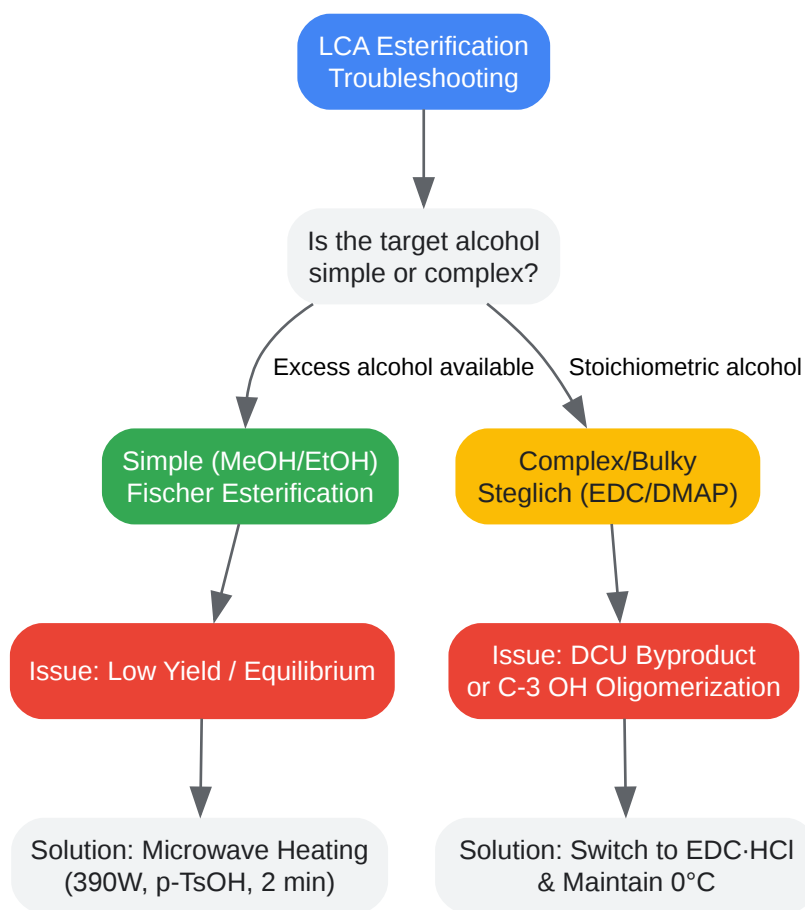 LCA Esterification
Troubleshooting
Is the target alcohol
simple or complex?
Excess alcohol available
Stoichiometric alcohol
Simple (MeOH/EtOH)
Fischer Esterification
Complex/Bulky
Steglich (EDC/DMAP)
Issue: Low Yield / Equilibrium
Issue: DCU Byproduct
or C-3 OH Oligomerization
Solution: Microwave Heating
(390W, p-TsOH, 2 min)
Solution: Switch to EDC·HCl
& Maintain 0°C